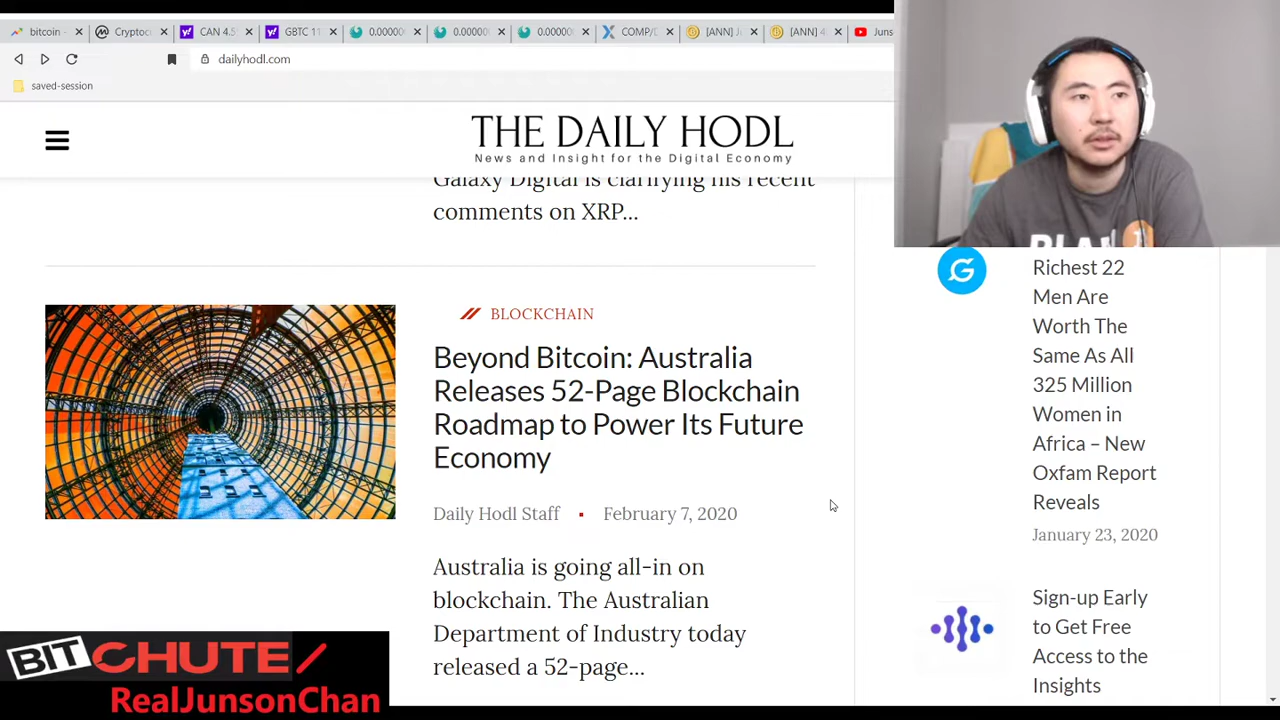 bitcoin -
Cryptoc
CAN 4.5
GBTC 11
0.00000
0.00000
0.00000
COMP/
[ANN] J
[ANN] 4
Juns
dailyhodl.com
saved-session
THE DAILY HODL
News and Insight for the Digital Economy
Galaxy Digital is clarifying his recent
comments on XRP...
BLOCKCHAIN
Beyond Bitcoin: Australia
Releases 52-Page Blockchain
Roadmap to Power Its Future
Economy
Daily Hodl Staff ▪ February 7, 2020
Australia is going all-in on
blockchain. The Australian
Department of Industry today
released a 52-page...
Richest 22
Men Are
Worth The
Same As All
325 Million
Women in
Africa – New
Oxfam Report
Reveals
January 23, 2020
Sign-up Early
to Get Free
Access to the
Insights
BITCHUTE/
RealJunsonChan